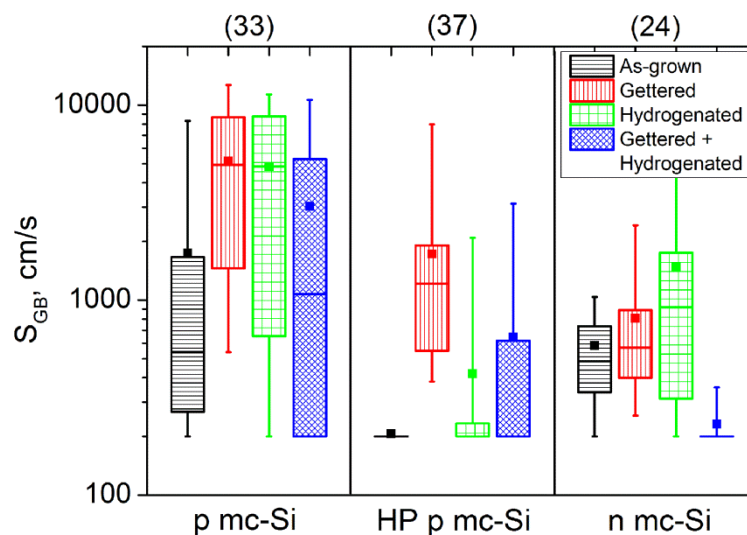 (33) (37) (24)
As-grown
Gettered
Hydrogenated
Gettered +
Hydrogenated
10000
1000
100
S_GB, cm/s
p mc-Si HP p mc-Si n mc-Si